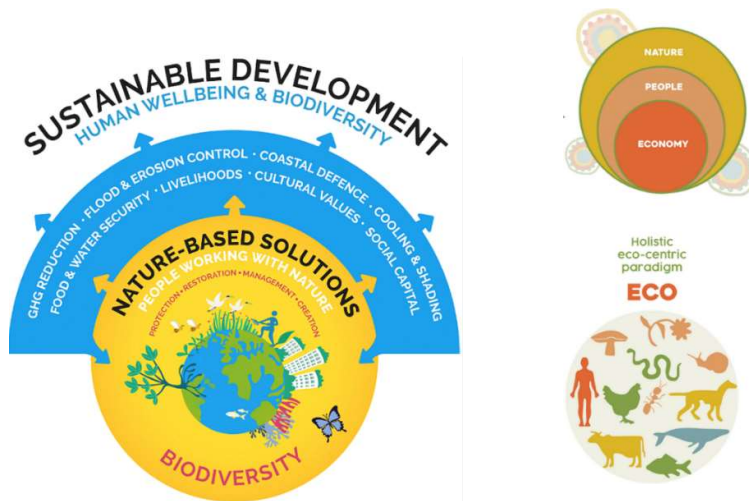 SUSTAINABLE DEVELOPMENT
HUMAN WELLBEING & BIODIVERSITY
GHG REDUCTION · FLOOD & EROSION CONTROL · COASTAL DEFENCE · COOLING & SHADING
FOOD & WATER SECURITY · LIVELIHOODS · CULTURAL VALUES · SOCIAL CAPITAL
NATURE-BASED SOLUTIONS
PEOPLE WORKING WITH NATURE
PROTECTION • RESTORATION • MANAGEMENT • CREATION
BIODIVERSITY
NATURE
PEOPLE
ECONOMY
Holistic
eco-centric
paradigm
ECO